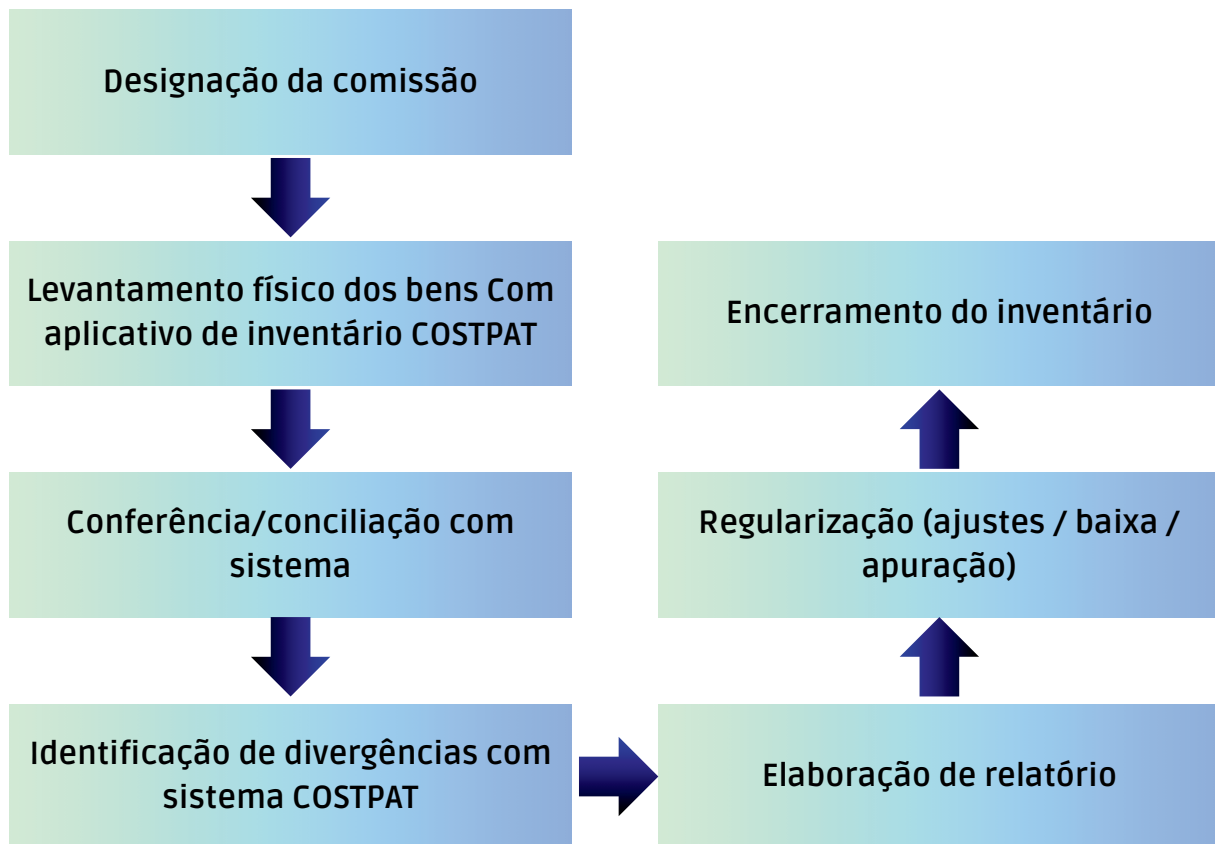 Designação da comissão
Levantamento físico dos bens Com
aplicativo de inventário COSTPAT
Conferência/conciliação com
sistema
Identificação de divergências com
sistema COSTPAT
Elaboração de relatório
Regularização (ajustes / baixa /
apuração)
Encerramento do inventário